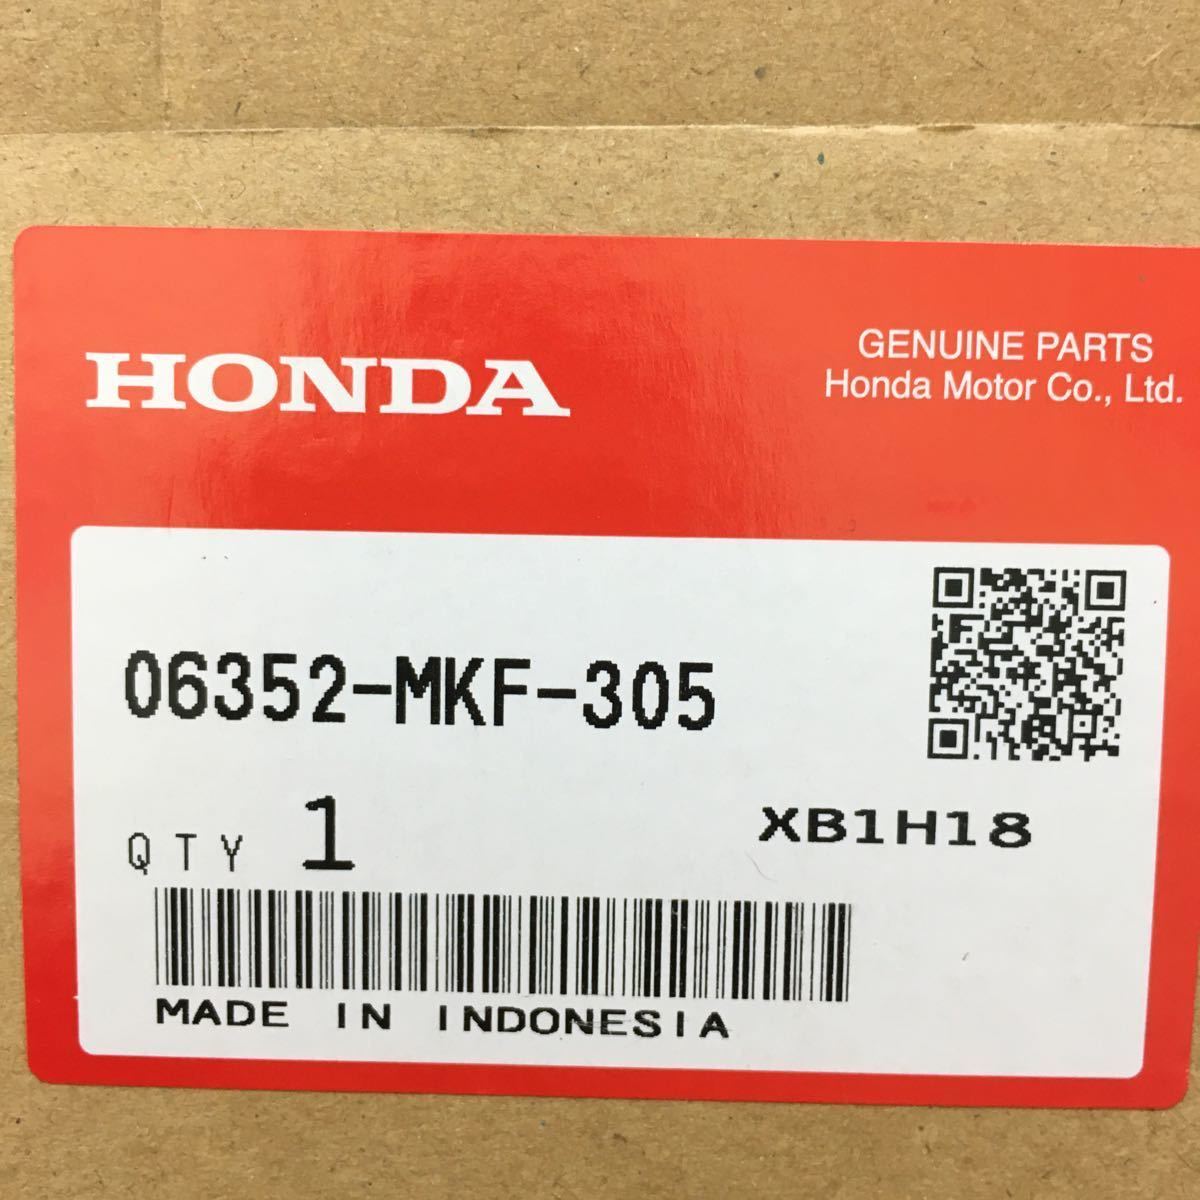 HONDA
GENUINE PARTS
Honda Motor Co., Ltd.
06352-MKF-305
QTY 1
XB1H18
MADE IN INDONESIA